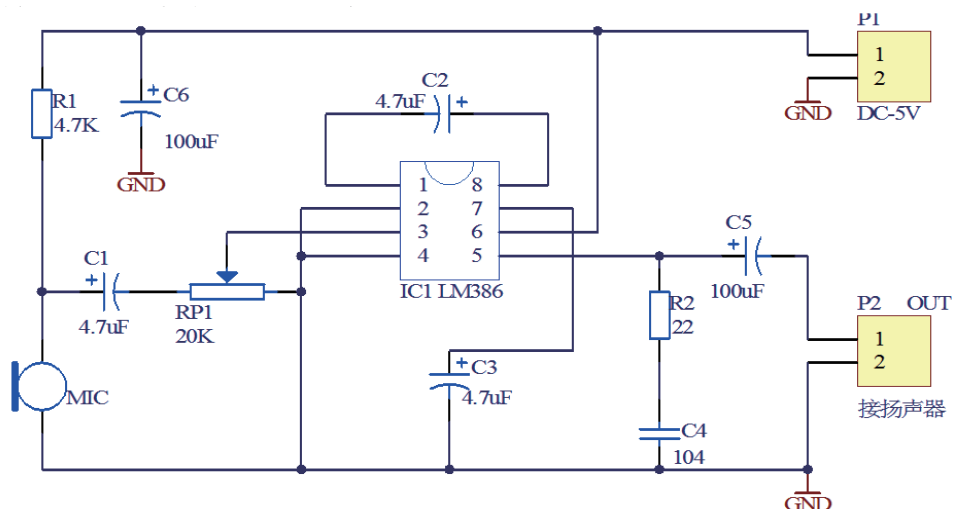 P1
1
2
GND
DC-5V
R1
4.7K
C6
100uF
GND
C2
4.7uF
1 8
2 7
3 6
4 5
IC1 LM386
C1
4.7uF
RP1
20K
C5
100uF
R2
22
P2 OUT
1
2
接扬声器
MIC
C3
4.7uF
C4
104
GND